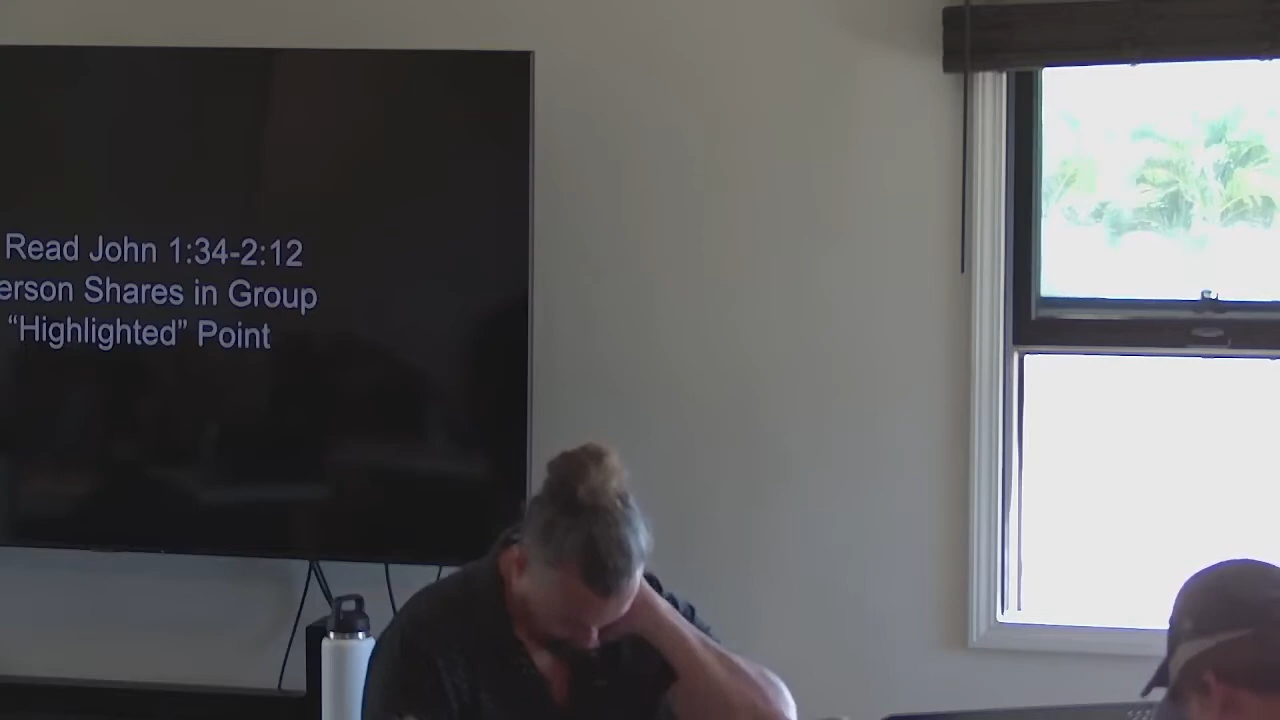 Read John 1:34-2:12
erson Shares in Group
“Highlighted” Point